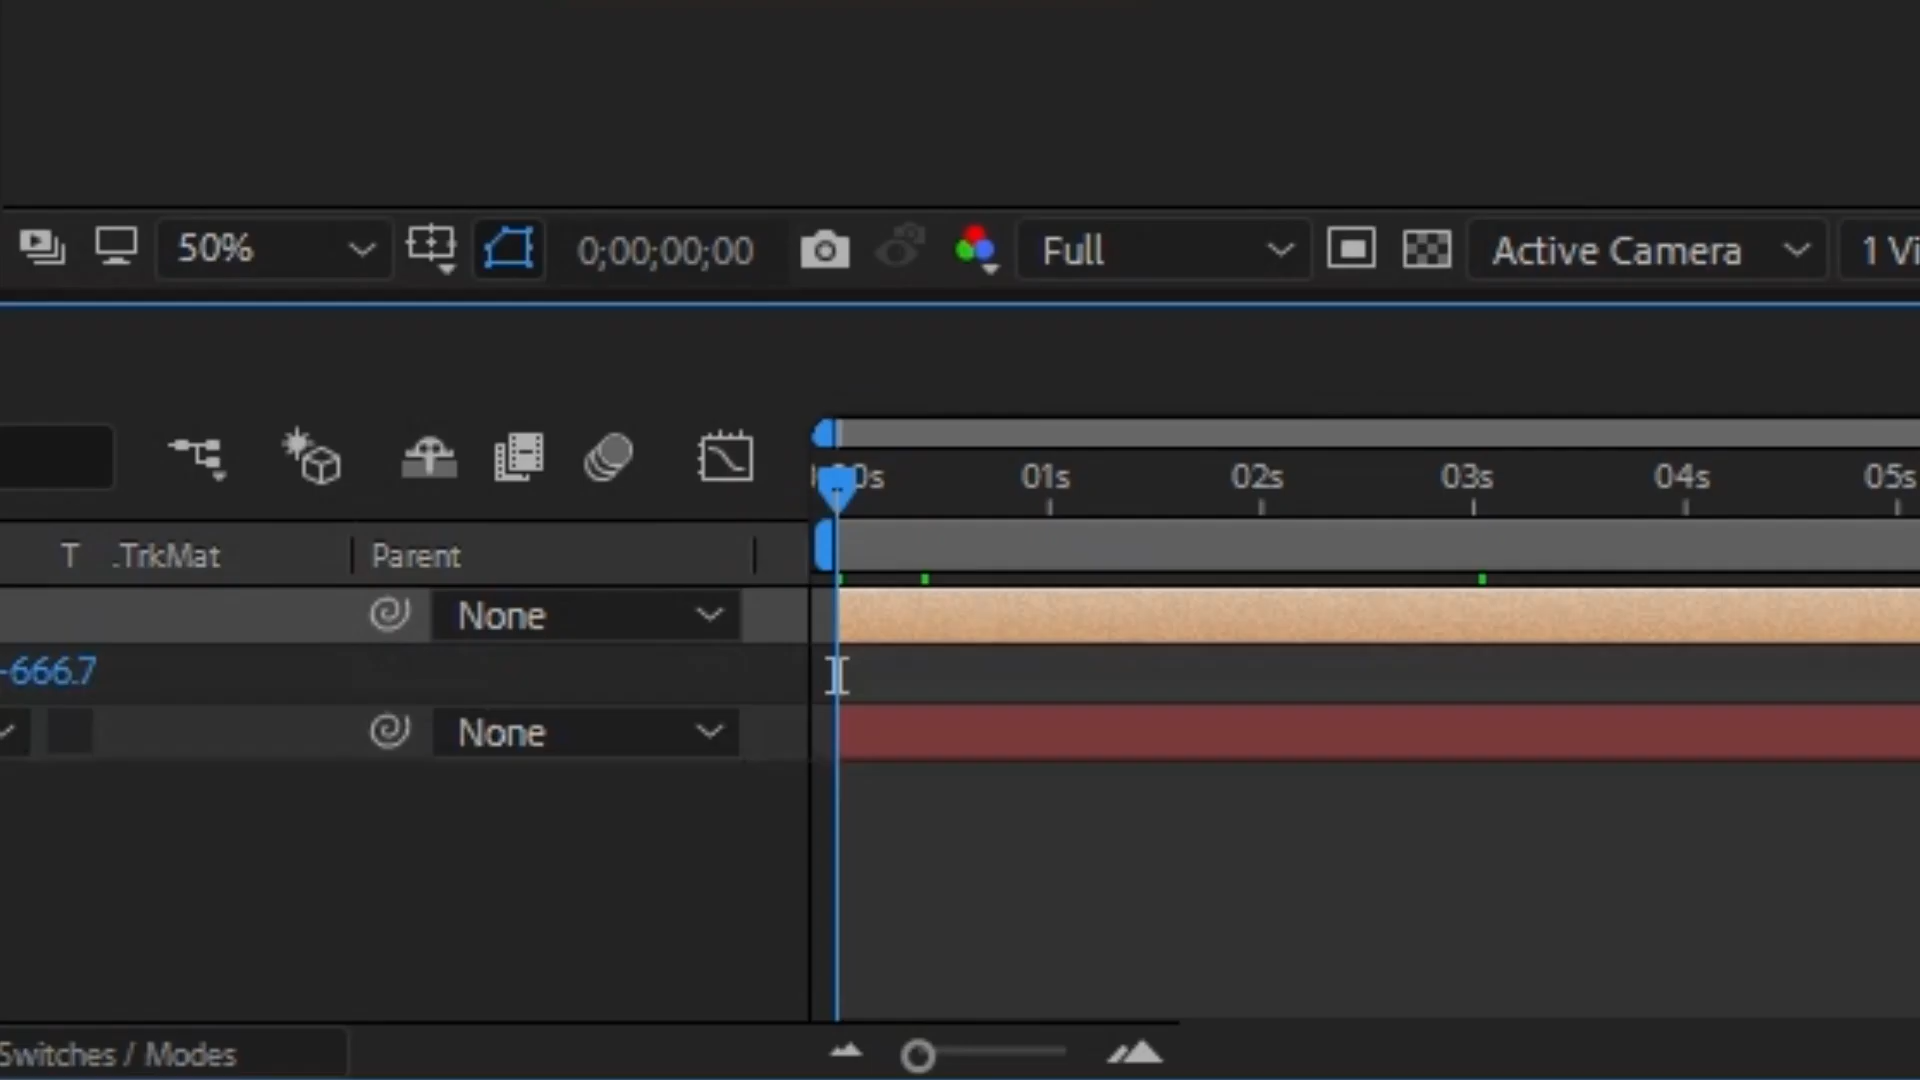 50%
0;00;00;00
Full
Active Camera
1 Vi
01s
02s
03s
04s
05s
T .TrkMat
Parent
None
-666.7
None
Switches / Modes